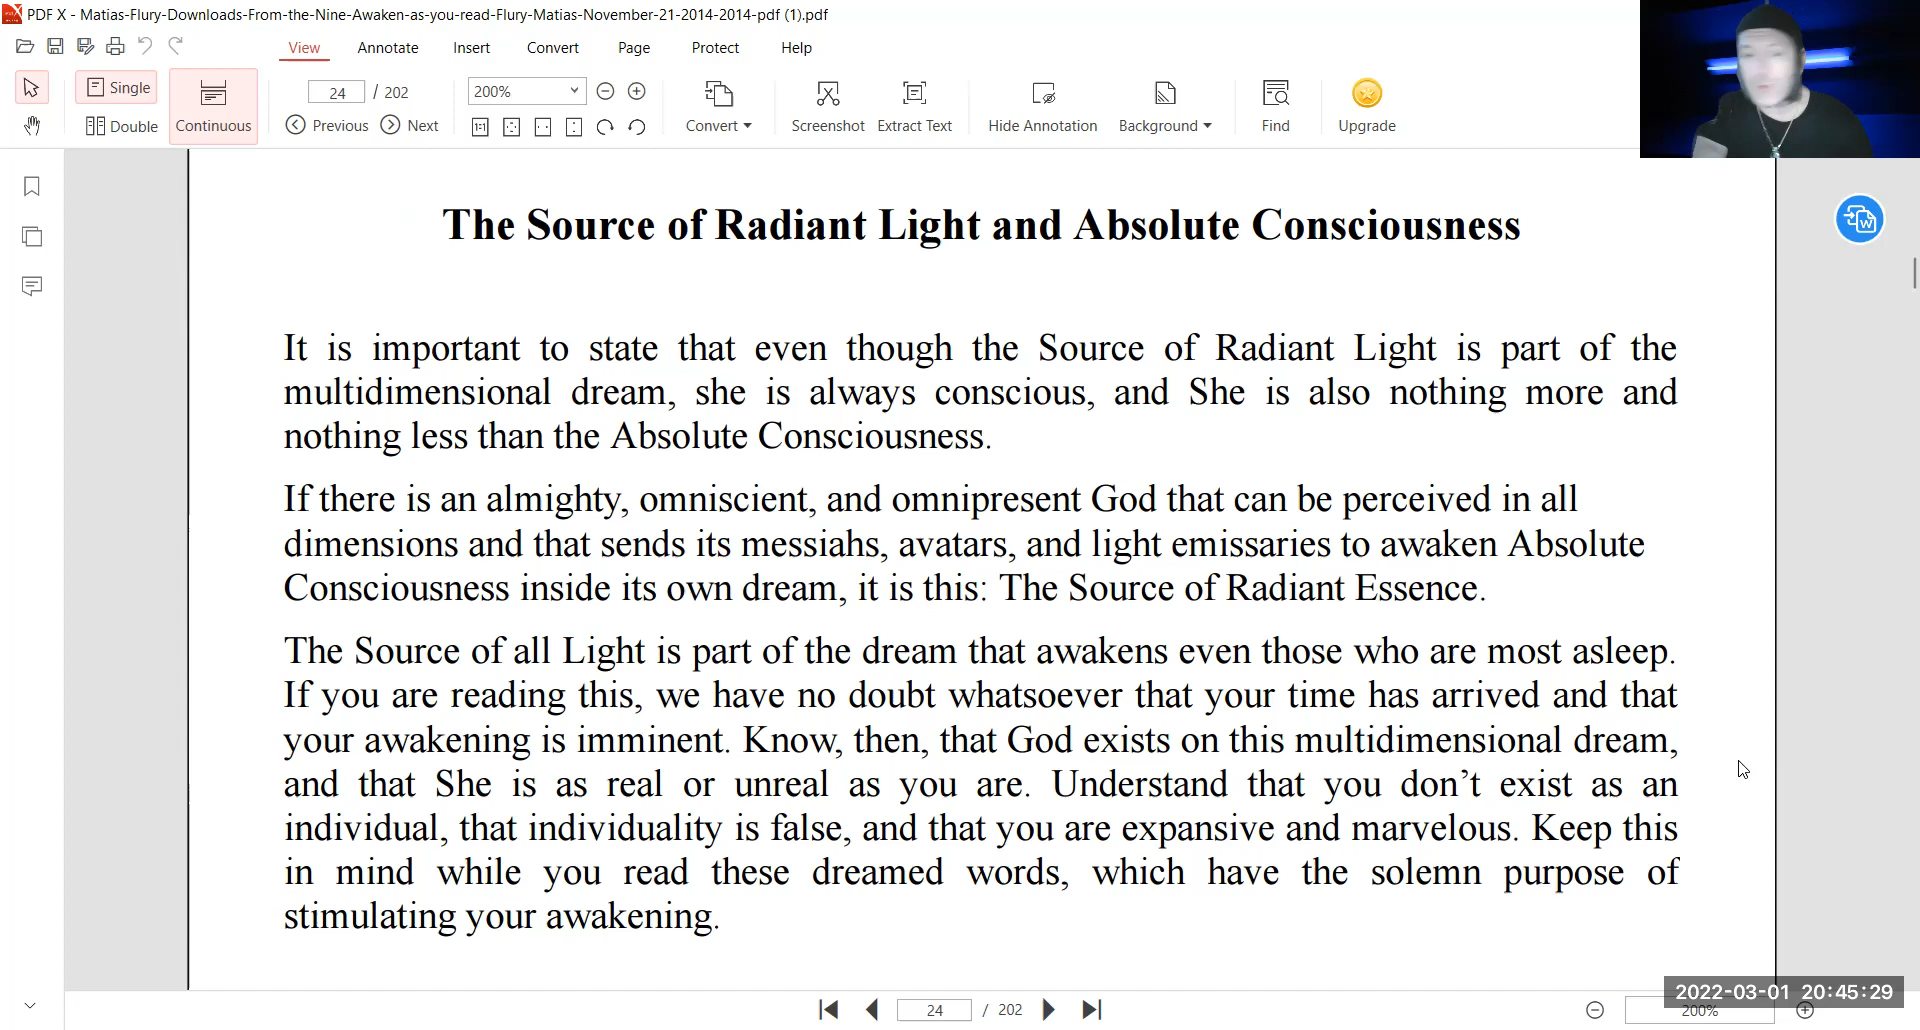 PDF X - Matias-Flury-Downloads-From-the-Nine-Awaken-as-you-read-Flury-Matias-November-21-2014-2014-pdf (1).pdf
View Annotate Insert Convert Page Protect Help
Single
Double
Continuous
24 / 202
Previous Next
200%
1:1
Convert
Screenshot
Extract Text
Hide Annotation
Background
Find
Upgrade
The Source of Radiant Light and Absolute Consciousness
It is important to state that even though the Source of Radiant Light is part of the
multidimensional dream, she is always conscious, and She is also nothing more and
nothing less than the Absolute Consciousness.
If there is an almighty, omniscient, and omnipresent God that can be perceived in all
dimensions and that sends its messiahs, avatars, and light emissaries to awaken Absolute
Consciousness inside its own dream, it is this: The Source of Radiant Essence.
The Source of all Light is part of the dream that awakens even those who are most asleep.
If you are reading this, we have no doubt whatsoever that your time has arrived and that
your awakening is imminent. Know, then, that God exists on this multidimensional dream,
and that She is as real or unreal as you are. Understand that you don’t exist as an
individual, that individuality is false, and that you are expansive and marvelous. Keep this
in mind while you read these dreamed words, which have the solemn purpose of
stimulating your awakening.
24 / 202
2022-03-01 20:45:29
200%